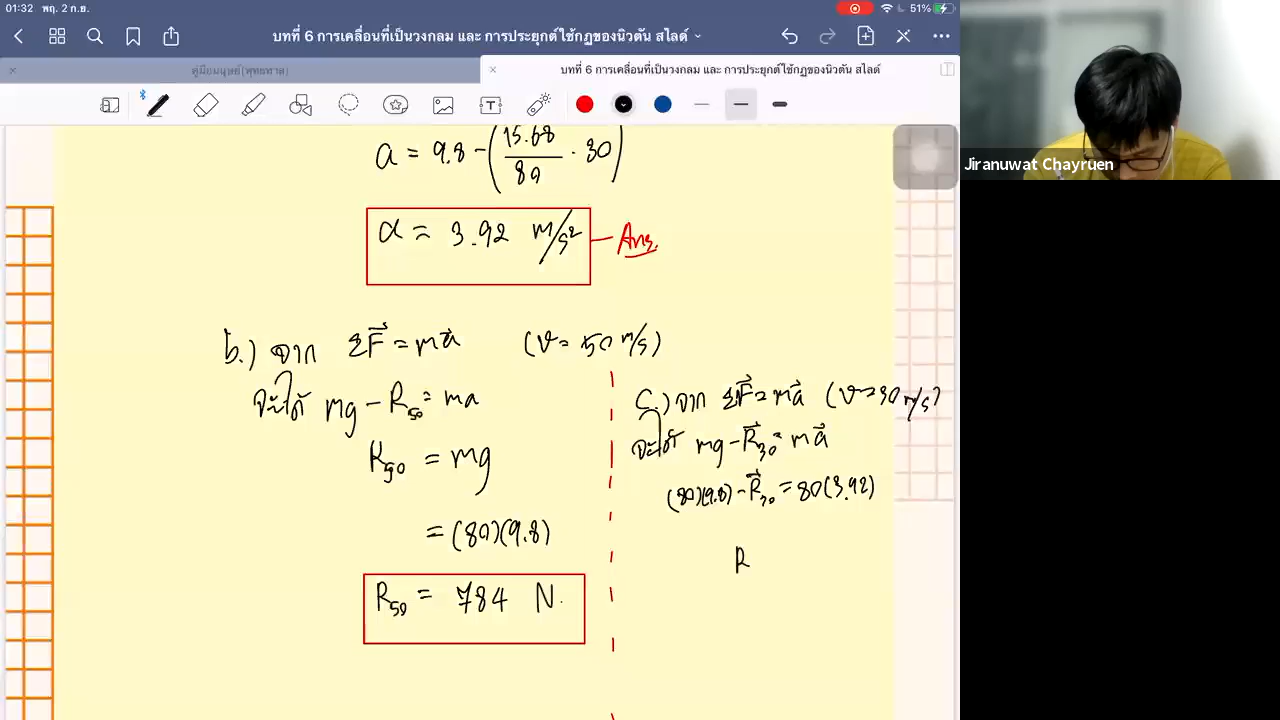 01:32 พฤ. 2 ก.ย.
51%
บทที่ 6 การเคลื่อนที่เป็นวงกลม และ การประยุกต์ใช้กฎของนิวตัน สไลด์
คู่มือมนุษย์(พุทธทาส)
บทที่ 6 การเคลื่อนที่เป็นวงกลม และ การประยุกต์ใช้กฎของนิวตัน สไลด์
Jiranuwat Chayruen
a = 9.8 - (15.68/80 · 30)
a = 3.92 m/s² Ans.
b.) จาก ΣF⃗ = ma⃗ (v = 50 m/s)
จะได้ mg - R₅₀ = ma
R₅₀ = mg
= (80)(9.8)
R₅₀ = 784 N.
C.) จาก ΣF⃗ = ma⃗ (v = 30 m/s)
จะได้ mg - R⃗₃₀ = ma⃗
(80)(9.8) - R⃗₃₀ = 80(3.92)
R